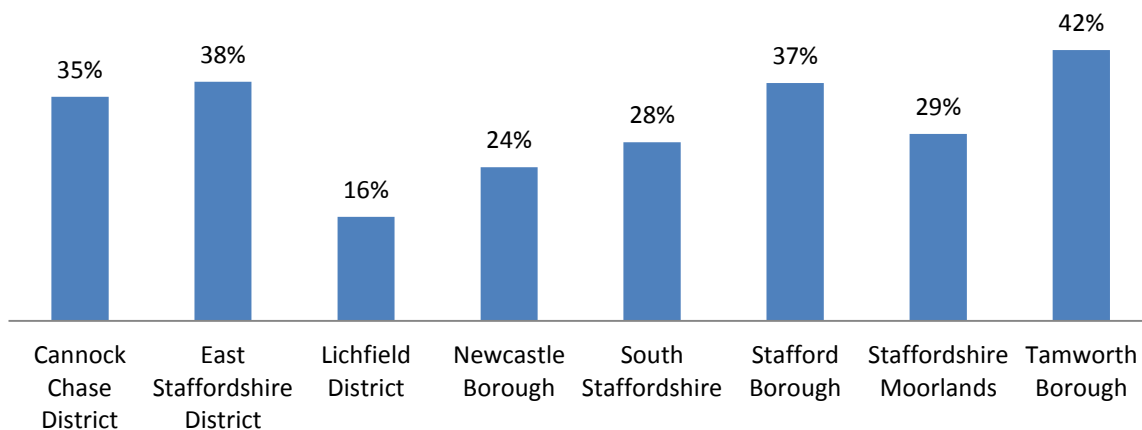 35%
38%
16%
24%
28%
37%
29%
42%
Cannock
Chase
District
East
Staffordshire
District
Lichfield
District
Newcastle
Borough
South
Staffordshire
Stafford
Borough
Staffordshire
Moorlands
Tamworth
Borough